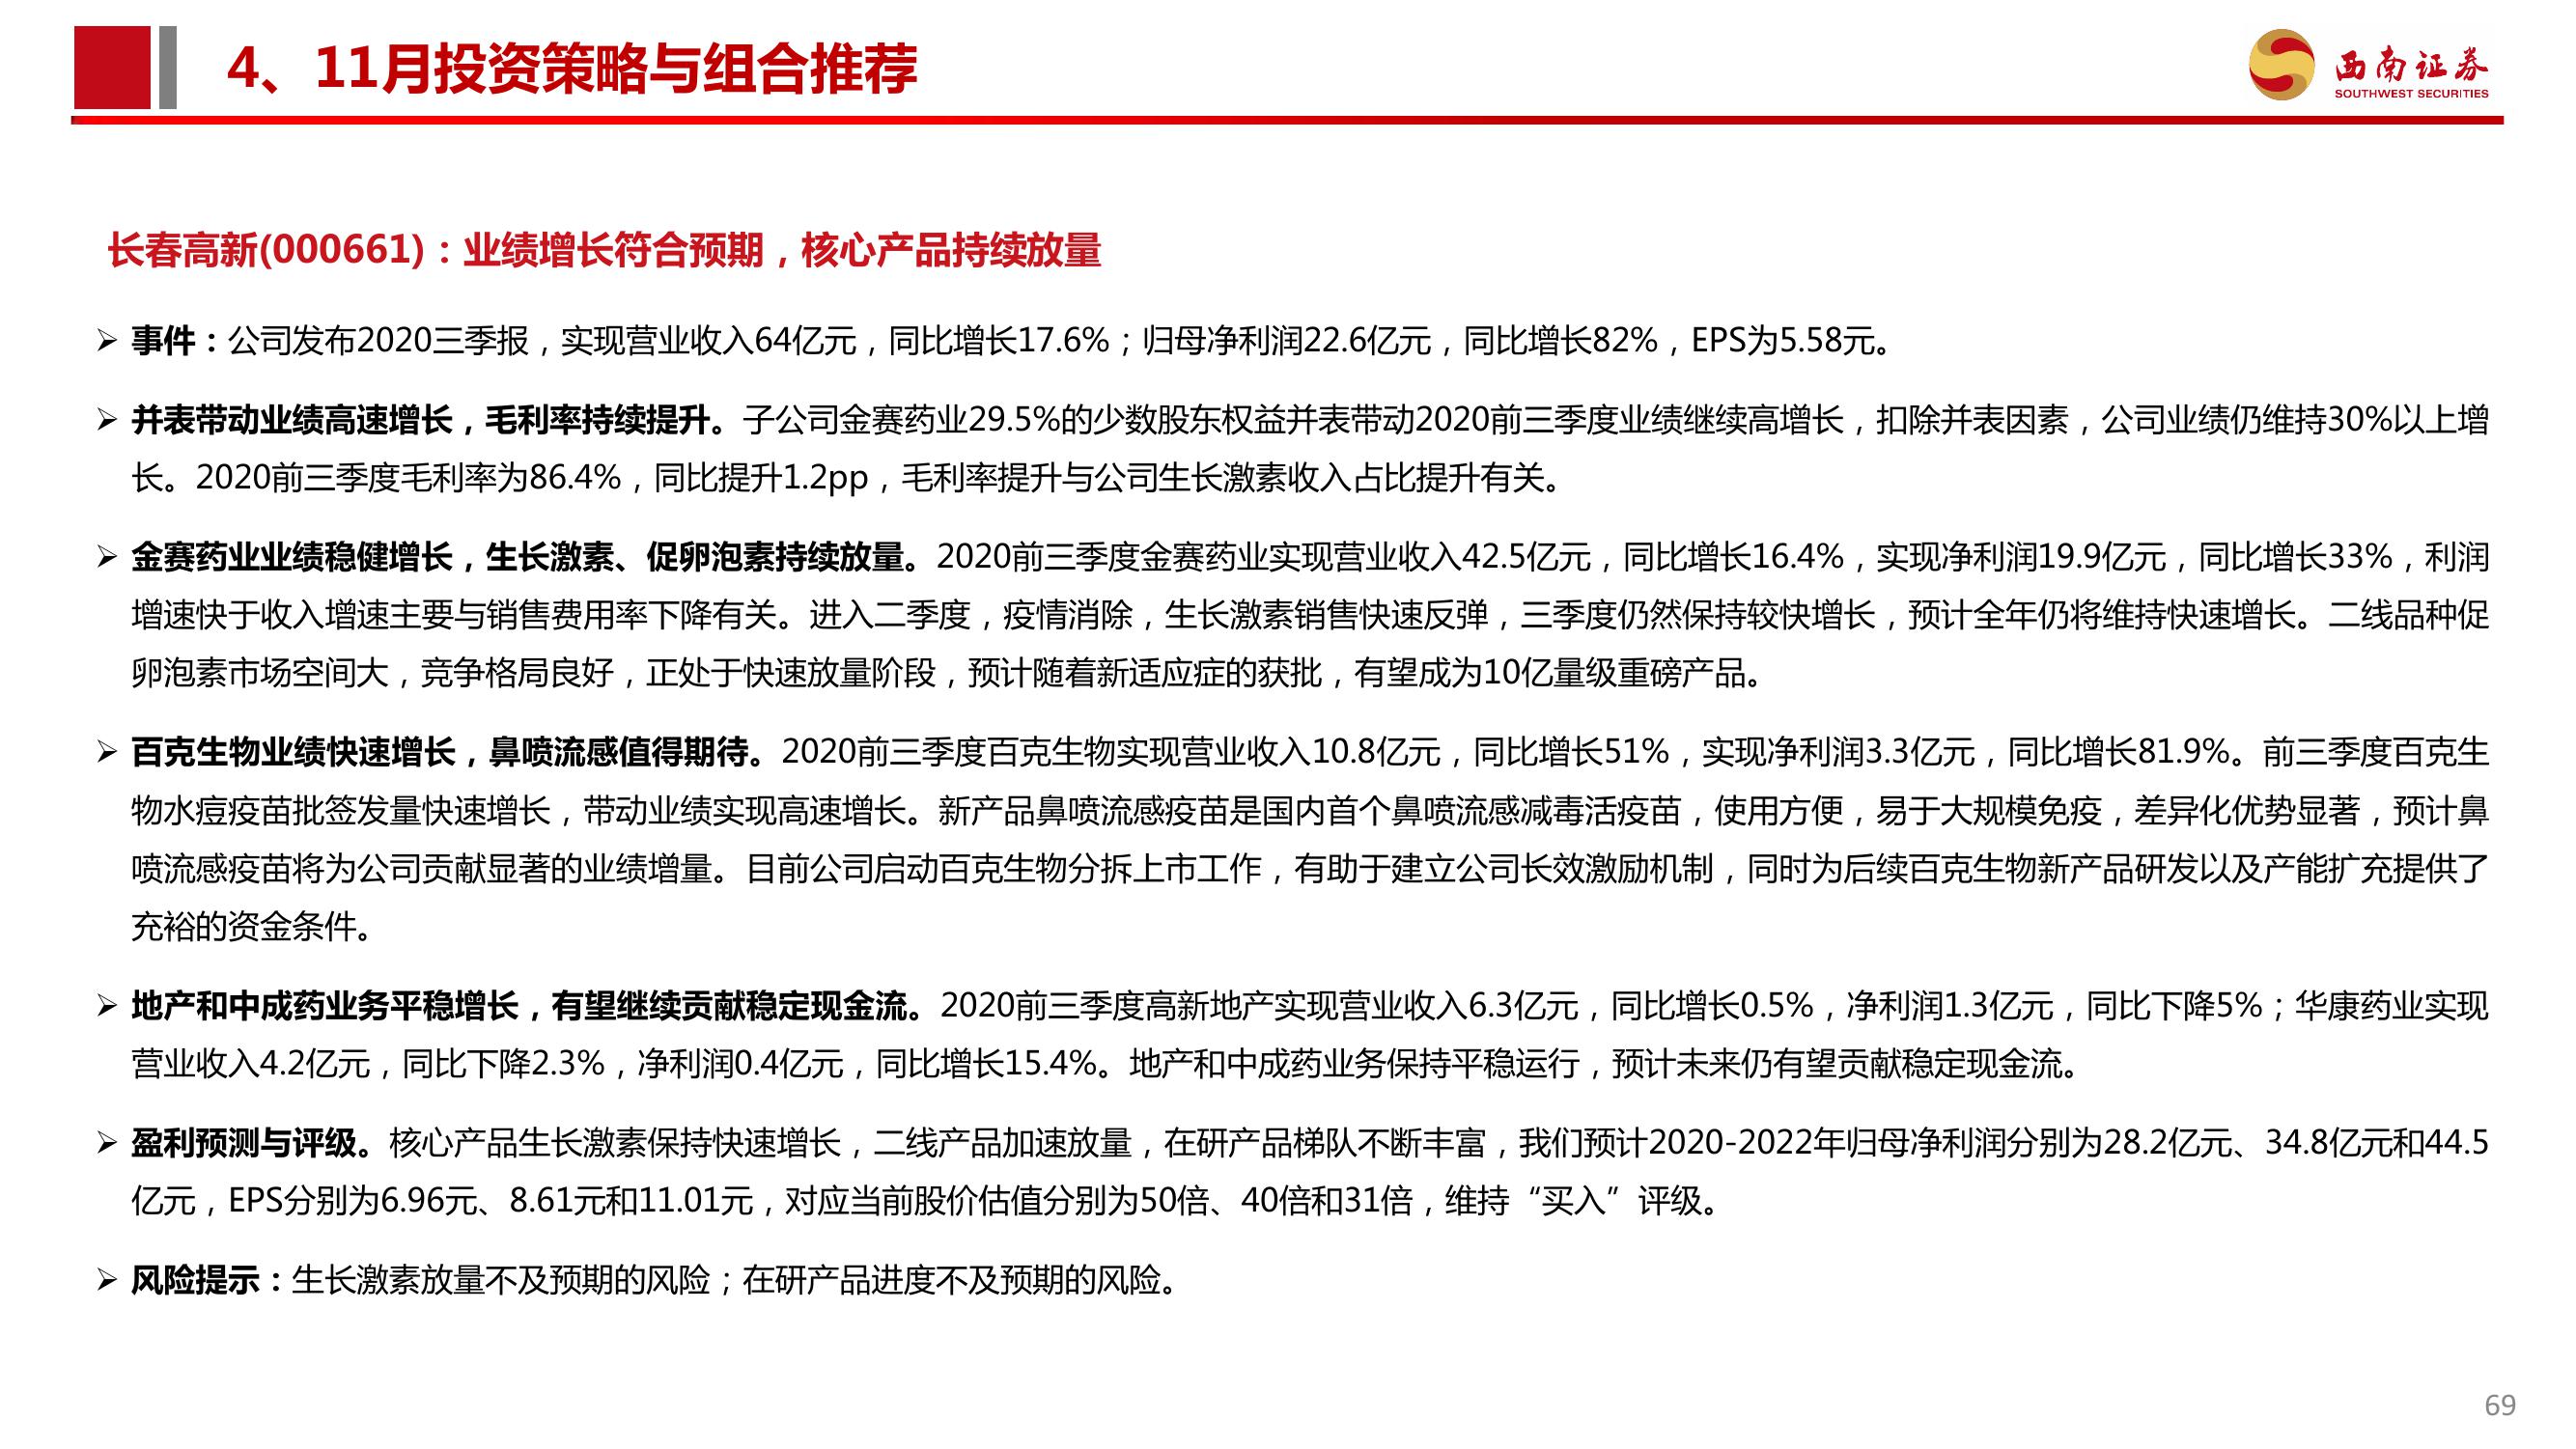 4、11月投资策略与组合推荐
西南证券
SOUTHWEST SECURITIES
长春高新(000661)：业绩增长符合预期，核心产品持续放量
➢ 事件：公司发布2020三季报，实现营业收入64亿元，同比增长17.6%；归母净利润22.6亿元，同比增长82%，EPS为5.58元。
➢ 并表带动业绩高速增长，毛利率持续提升。子公司金赛药业29.5%的少数股东权益并表带动2020前三季度业绩继续高增长，扣除并表因素，公司业绩仍维持30%以上增
长。2020前三季度毛利率为86.4%，同比提升1.2pp，毛利率提升与公司生长激素收入占比提升有关。
➢ 金赛药业业绩稳健增长，生长激素、促卵泡素持续放量。2020前三季度金赛药业实现营业收入42.5亿元，同比增长16.4%，实现净利润19.9亿元，同比增长33%，利润
增速快于收入增速主要与销售费用率下降有关。进入二季度，疫情消除，生长激素销售快速反弹，三季度仍然保持较快增长，预计全年仍将维持快速增长。二线品种促
卵泡素市场空间大，竞争格局良好，正处于快速放量阶段，预计随着新适应症的获批，有望成为10亿量级重磅产品。
➢ 百克生物业绩快速增长，鼻喷流感值得期待。2020前三季度百克生物实现营业收入10.8亿元，同比增长51%，实现净利润3.3亿元，同比增长81.9%。前三季度百克生
物水痘疫苗批签发量快速增长，带动业绩实现高速增长。新产品鼻喷流感疫苗是国内首个鼻喷流感减毒活疫苗，使用方便，易于大规模免疫，差异化优势显著，预计鼻
喷流感疫苗将为公司贡献显著的业绩增量。目前公司启动百克生物分拆上市工作，有助于建立公司长效激励机制，同时为后续百克生物新产品研发以及产能扩充提供了
充裕的资金条件。
➢ 地产和中成药业务平稳增长，有望继续贡献稳定现金流。2020前三季度高新地产实现营业收入6.3亿元，同比增长0.5%，净利润1.3亿元，同比下降5%；华康药业实现
营业收入4.2亿元，同比下降2.3%，净利润0.4亿元，同比增长15.4%。地产和中成药业务保持平稳运行，预计未来仍有望贡献稳定现金流。
➢ 盈利预测与评级。核心产品生长激素保持快速增长，二线产品加速放量，在研产品梯队不断丰富，我们预计2020-2022年归母净利润分别为28.2亿元、34.8亿元和44.5
亿元，EPS分别为6.96元、8.61元和11.01元，对应当前股价估值分别为50倍、40倍和31倍，维持“买入”评级。
➢ 风险提示：生长激素放量不及预期的风险；在研产品进度不及预期的风险。
69